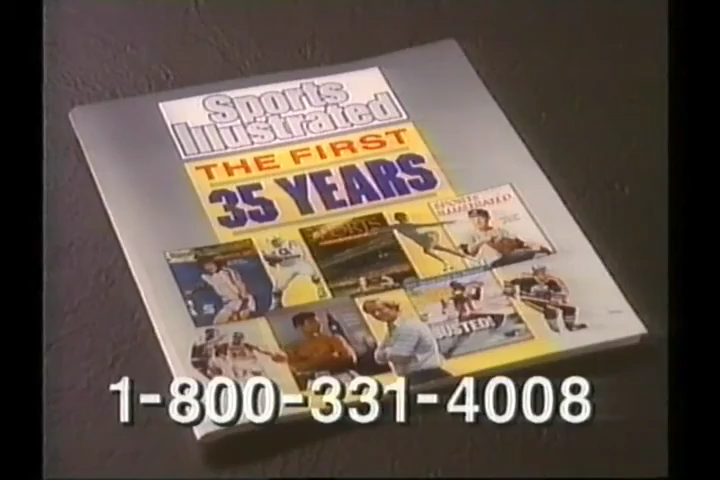 Sports
Illustrated
THE FIRST
35 YEARS
SPORTS
ILLUSTRATED
BUSTED!
1-800-331-4008